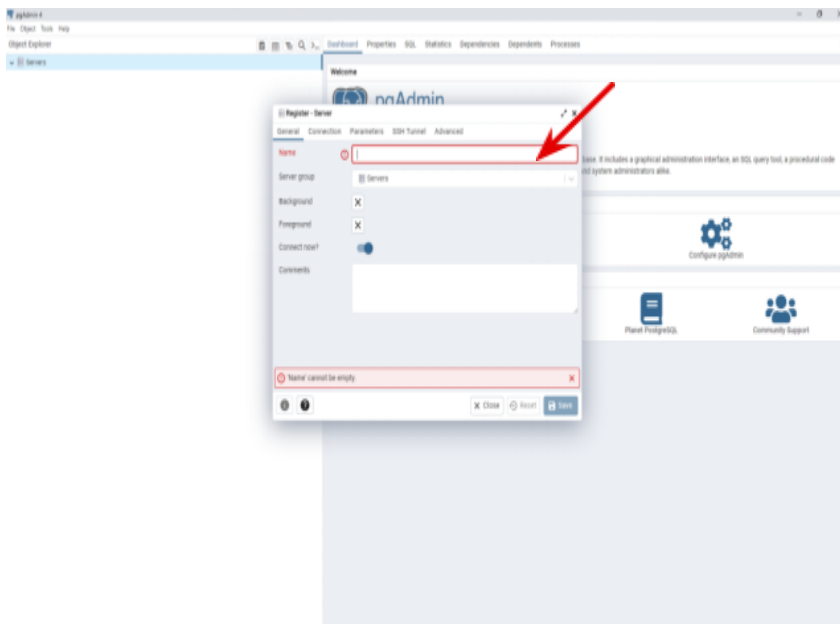 pgAdmin 4
File Object Tools Help
Object Explorer
Dashboard Properties SQL Statistics Dependencies Dependents Processes
Servers
Welcome
pgAdmin
Register - Server
General Connection Parameters SSH Tunnel Advanced
Name
base. It includes a graphical administration interface, an SQL query tool, a procedural code
Server group
Servers
and system administrators alike.
Background
X
Foreground
X
Connect now?
Configure pgAdmin
Comments
Planet PostgreSQL
Community Support
'Name' cannot be empty.
Close
Reset
Save